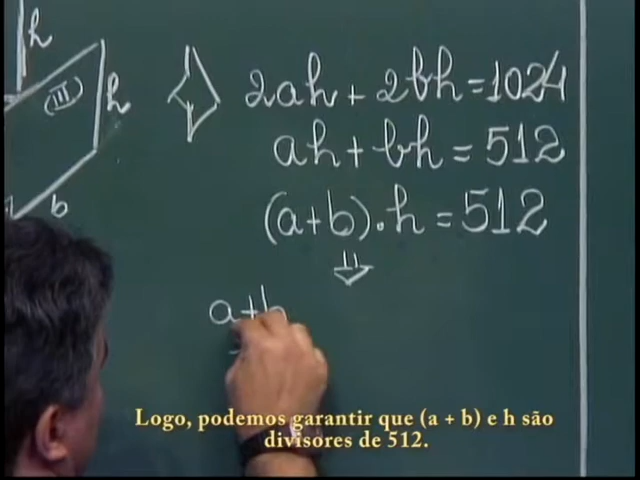 h
(III)
h
b
2ah + 2bh = 1024
ah + bh = 512
(a+b).h = 512
a+b
Logo, podemos garantir que (a + b) e h são
divisores de 512.